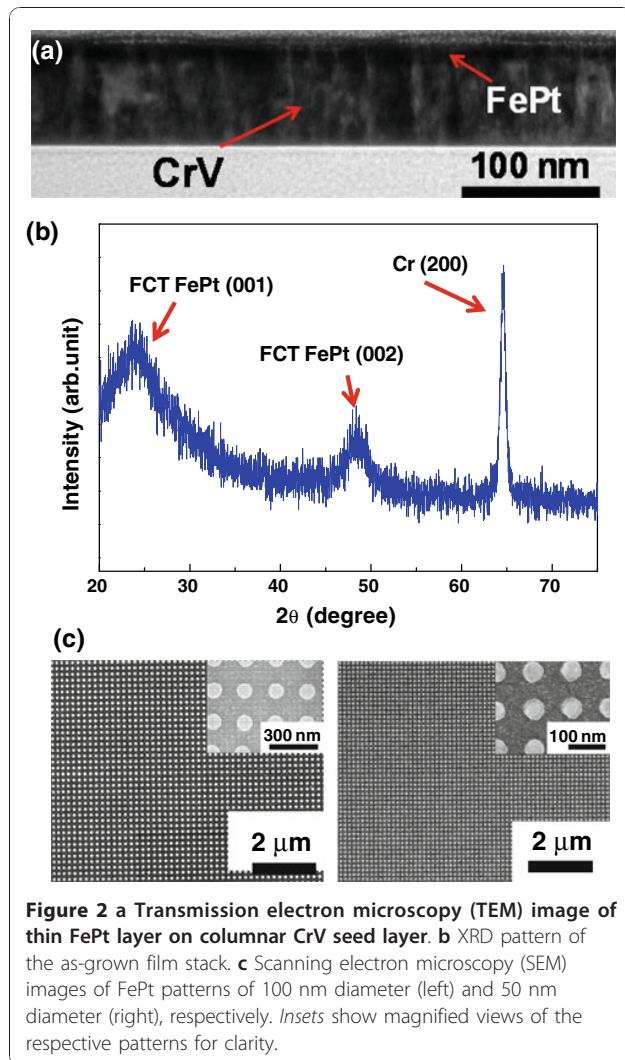 (a)
FePt
CrV
100 nm
(b)
Intensity (arb.unit)
FCT FePt (001)
FCT FePt (002)
Cr (200)
20 30 40 50 60 70
2θ (degree)
(c)
300 nm
2 μm
100 nm
2 μm
Figure 2 a Transmission electron microscopy (TEM) image of
thin FePt layer on columnar CrV seed layer. b XRD pattern of
the as-grown film stack. c Scanning electron microscopy (SEM)
images of FePt patterns of 100 nm diameter (left) and 50 nm
diameter (right), respectively. Insets show magnified views of the
respective patterns for clarity.